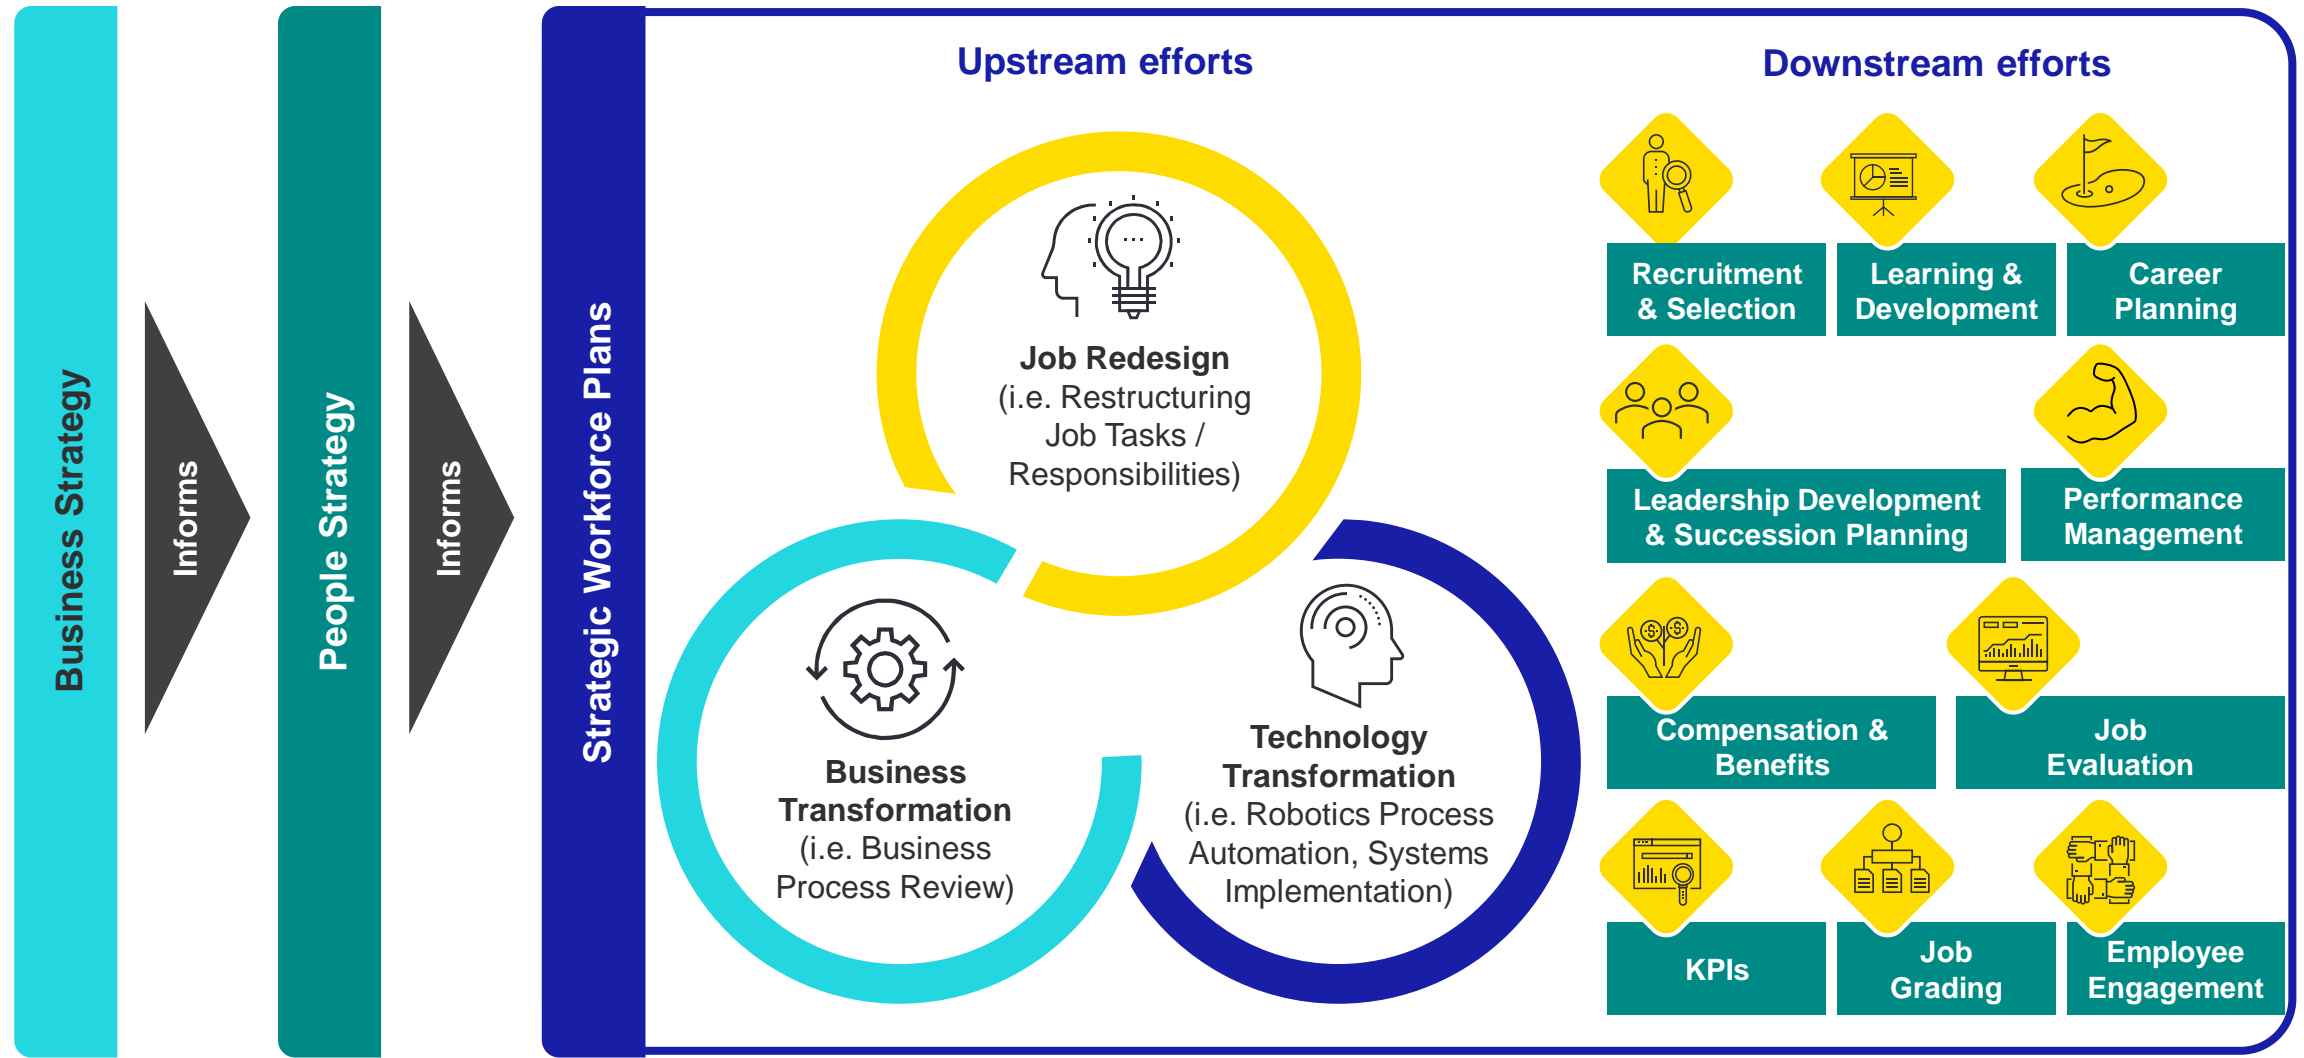 Business Strategy
Informs
People Strategy
Informs
Strategic Workforce Plans
Upstream efforts
Job Redesign
(i.e. Restructuring
Job Tasks /
Responsibilities)
Business
Transformation
(i.e. Business
Process Review)
Technology
Transformation
(i.e. Robotics Process
Automation, Systems
Implementation)
Downstream efforts
Recruitment
& Selection
Learning &
Development
Career
Planning
Leadership Development
& Succession Planning
Performance
Management
Compensation &
Benefits
Job
Evaluation
KPIs
Job
Grading
Employee
Engagement